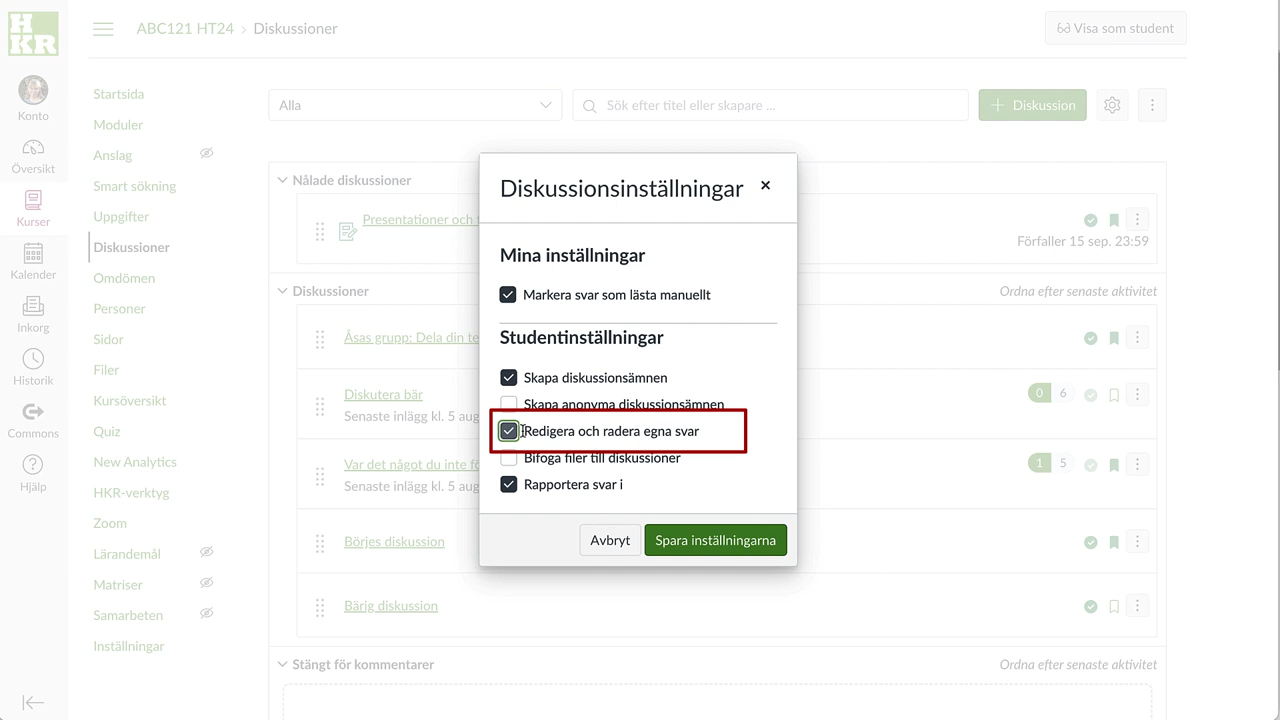 HKR
ABC121 HT24 › Diskussioner
Visa som student
Konto
Översikt
Kurser
Kalender
Inkorg
Historik
Commons
Hjälp
Startsida
Moduler
Anslag
Smart sökning
Uppgifter
Diskussioner
Omdömen
Personer
Sidor
Filer
Kursöversikt
Quiz
New Analytics
HKR-verktyg
Zoom
Lärandemål
Matriser
Samarbeten
Inställningar
Alla
Sök efter titel eller skapare ...
+ Diskussion
Nålade diskussioner
Presentationer och
Förfaller 15 sep. 23:59
Diskussioner
Ordna efter senaste aktivitet
Åsas grupp: Dela din te
Diskutera bär
Senaste inlägg kl. 5 aug
0 6
Var det något du inte fö
Senaste inlägg kl. 5 aug
1 5
Börjes diskussion
Bärig diskussion
Stängt för kommentarer
Ordna efter senaste aktivitet
Diskussionsinställningar
Mina inställningar
Markera svar som lästa manuellt
Studentinställningar
Skapa diskussionsämnen
Skapa anonyma diskussionsämnen
Redigera och radera egna svar
Bifoga filer till diskussioner
Rapportera svar i
Avbryt
Spara inställningarna